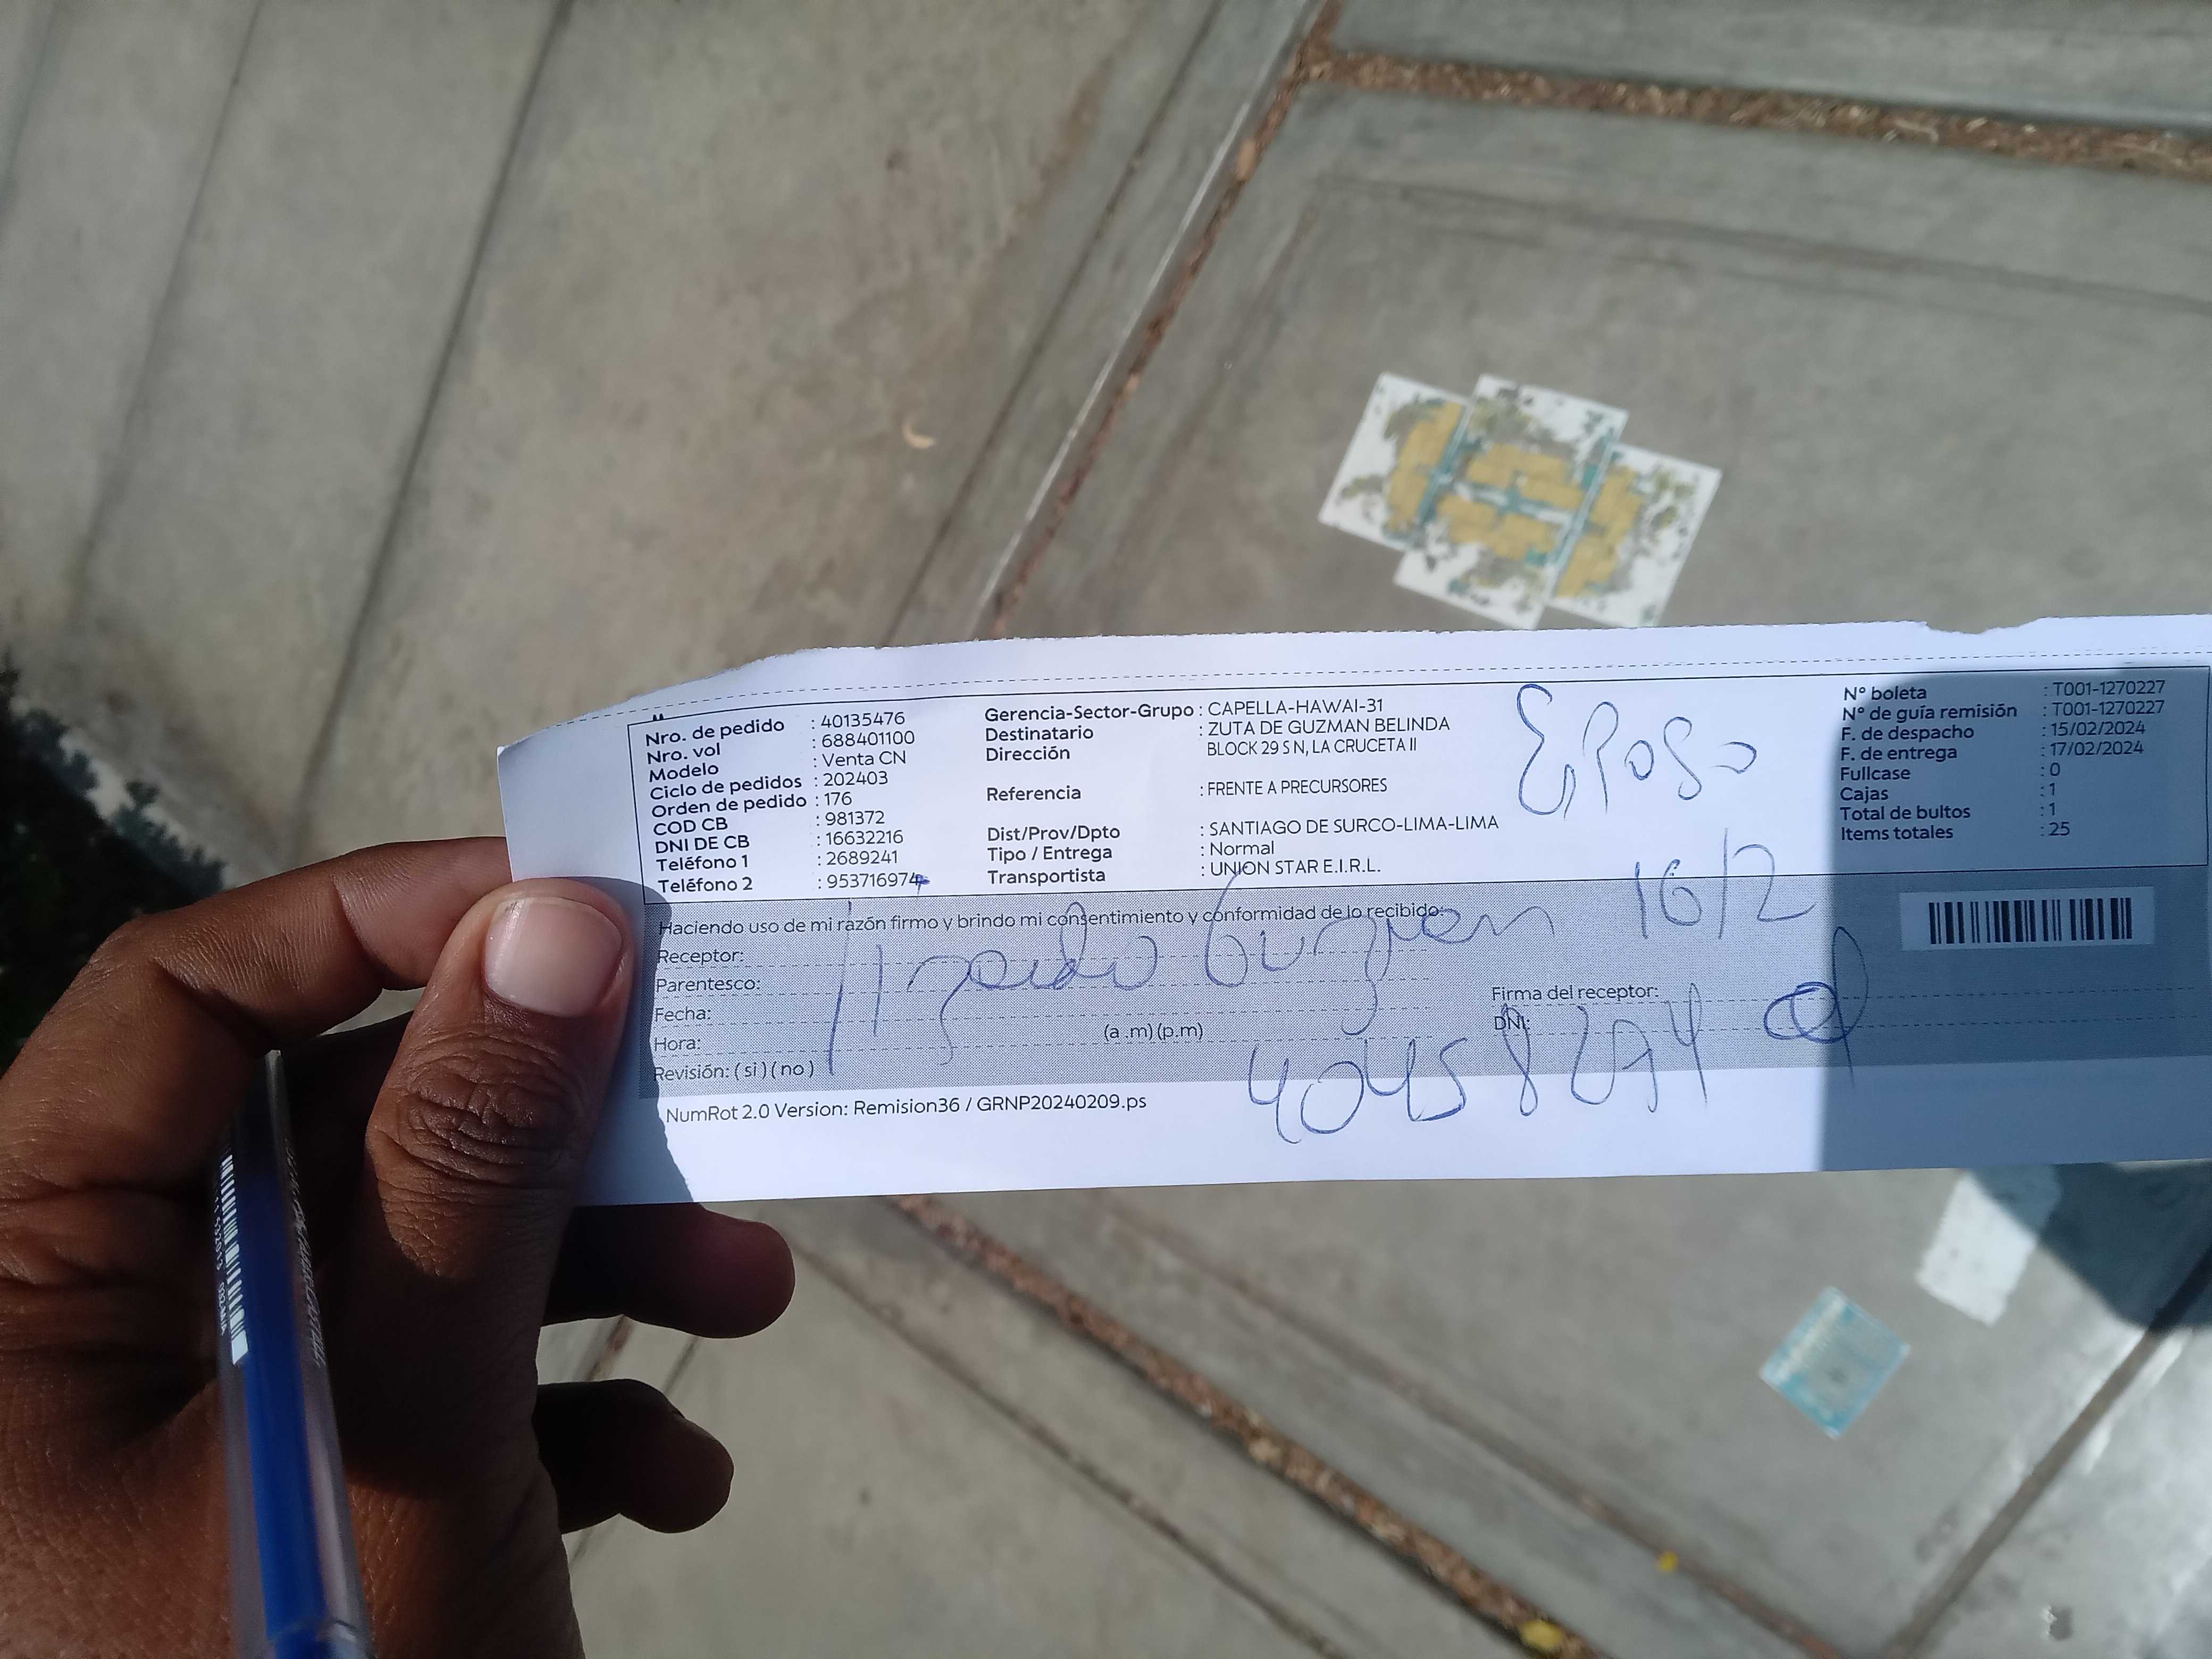 Nro. de pedido : 40135476
Nro. vol : 688401100
Modelo : Venta CN
Ciclo de pedidos : 202403
Orden de pedido : 176
COD CB : 981372
DNI DE CB : 16632216
Teléfono 1 : 2689241
Teléfono 2 : 953716974
Gerencia-Sector-Grupo : CAPELLA-HAWAI-31
Destinatario : ZUTA DE GUZMAN BELINDA
Dirección BLOCK 29 S N, LA CRUCETA II
Referencia : FRENTE A PRECURSORES
Dist/Prov/Dpto : SANTIAGO DE SURCO-LIMA-LIMA
Tipo / Entrega : Normal
Transportista : UNION STAR E.I.R.L.
Esposo
16/2
N° boleta : T001-1270227
N° de guía remisión : T001-1270227
F. de despacho : 15/02/2024
F. de entrega : 17/02/2024
Fullcase : 0
Cajas : 1
Total de bultos : 1
Items totales : 25
Haciendo uso de mi razón firmo y brindo mi consentimiento y conformidad de lo recibido:
Receptor:
Guzman
Parentesco:
Fecha:
Hora: (a .m) (p.m)
Revisión: ( si ) ( no )
Firma del receptor:
DNI:
40458294
NumRot 2.0 Version: Remision36 / GRNP20240209.ps